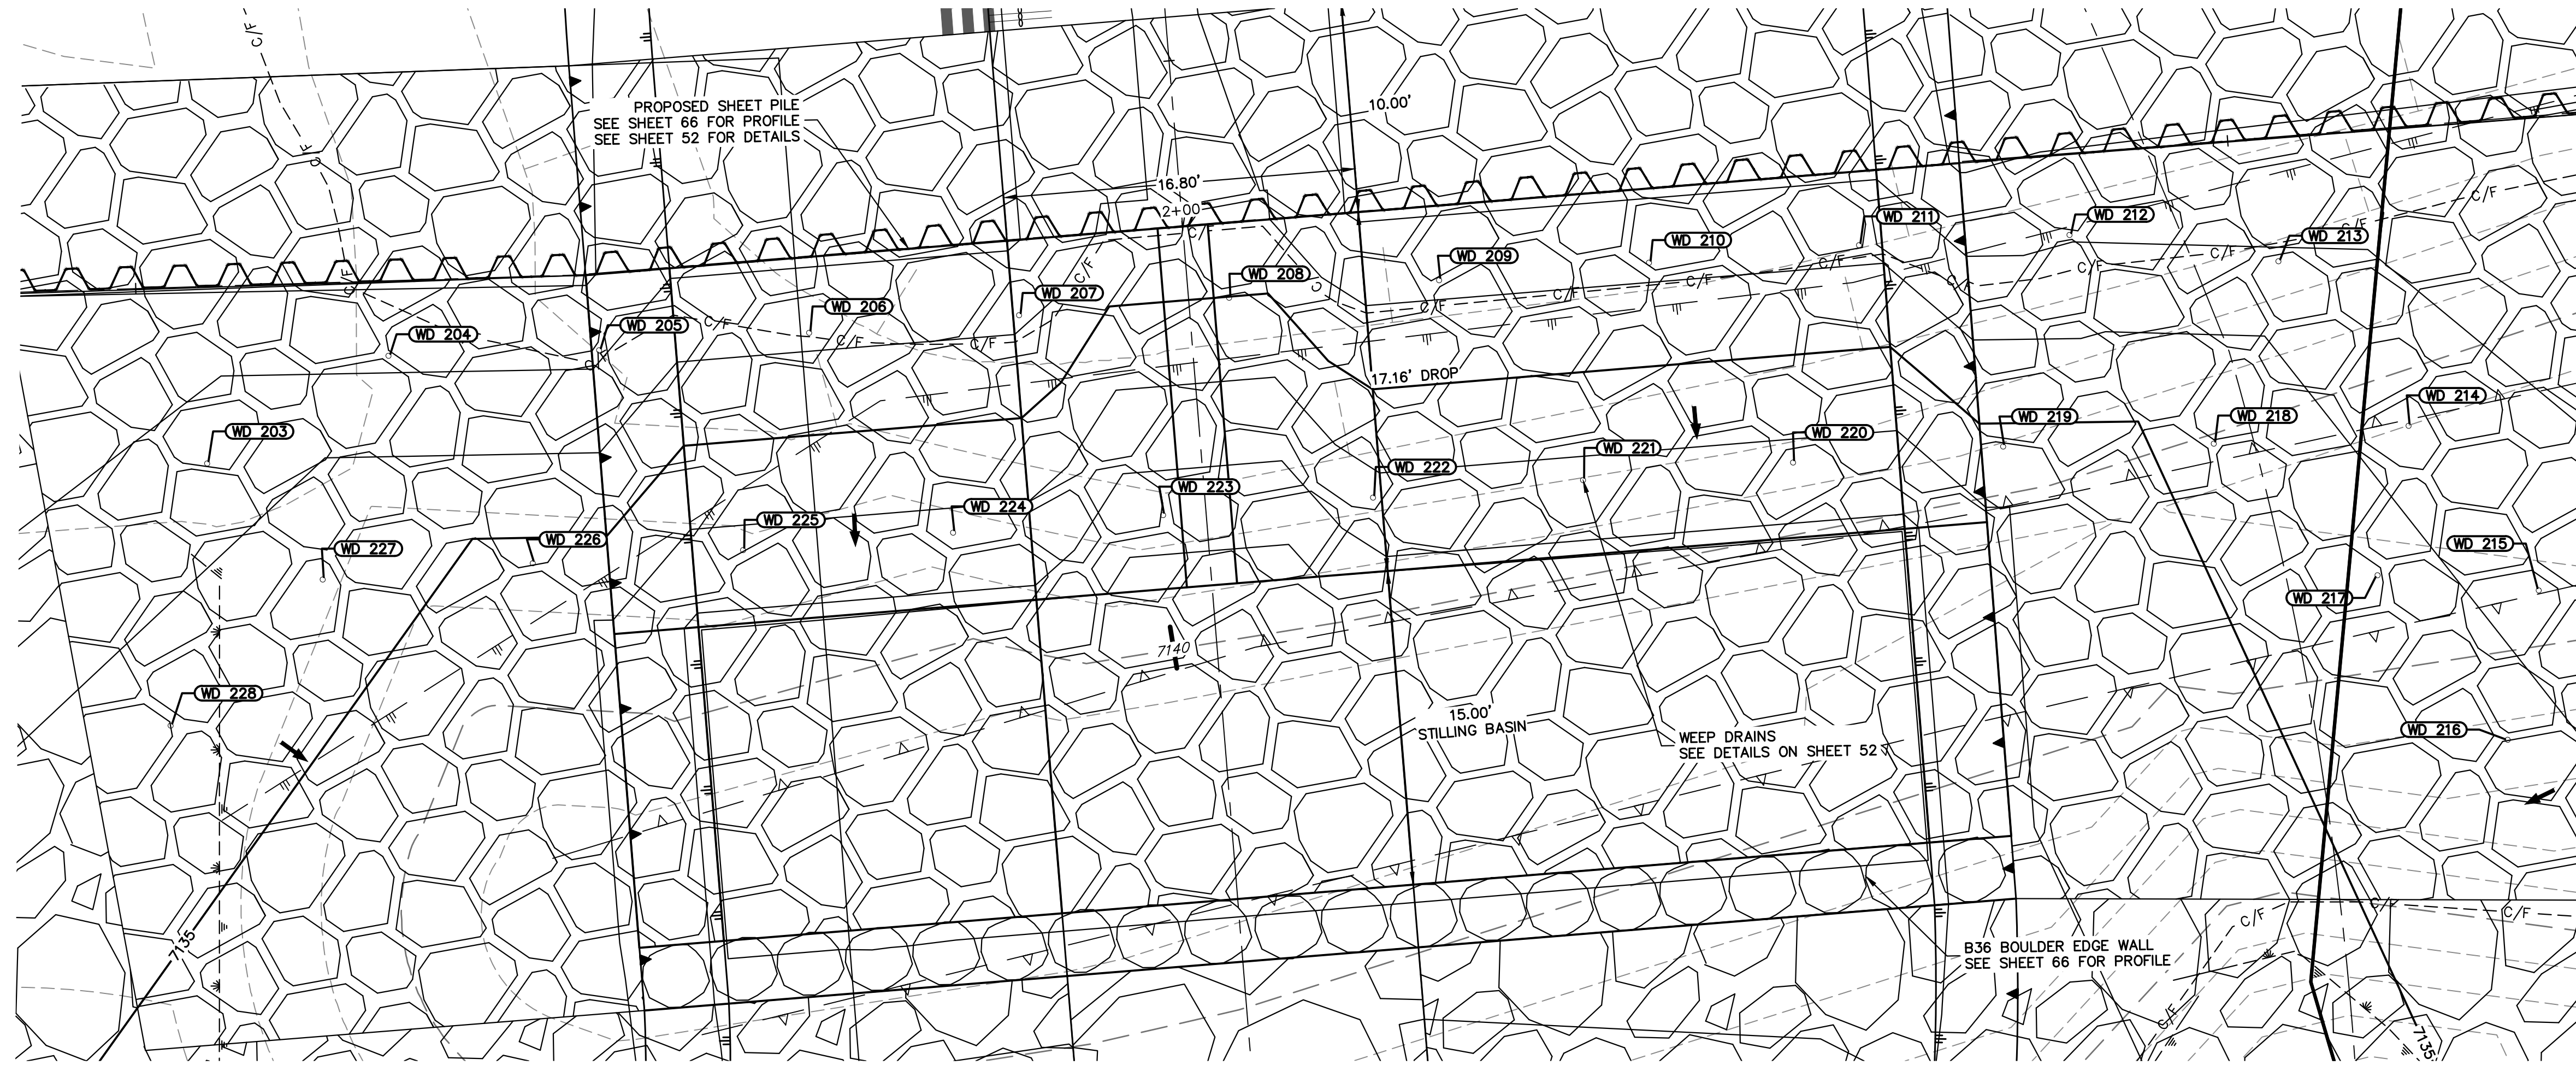 C/F
10.00'
PROPOSED SHEET PILE
SEE SHEET 66 FOR PROFILE
SEE SHEET 52 FOR DETAILS
C/F
16.80'
2+00
C/F
C/F
WD 211
WD 212
WD 213
C/F
C/F
WD 210
WD 209
WD 208
C/F
C/F
C/F
C/F
C/F
C/F
C/F
C/F
WD 207
WD 206
WD 205
WD 204
C/F
C/F
C/F
C/F
17.16' DROP
WD 203
WD 214
WD 218
WD 219
WD 220
WD 221
WD 222
WD 223
WD 224
WD 225
WD 226
WD 227
WD 215
WD 217
7140
WD 228
15.00'
STILLING BASIN
WEEP DRAINS
SEE DETAILS ON SHEET 52
WD 216
7135
C/F
C/F
C/F
B36 BOULDER EDGE WALL
SEE SHEET 66 FOR PROFILE
C/F
7135